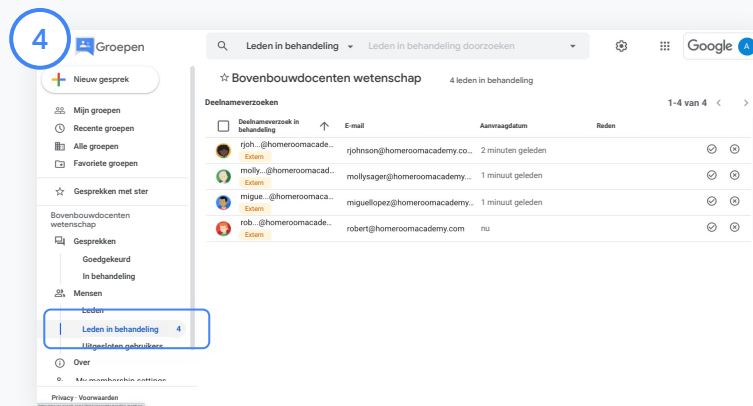 4
Groepen
Leden in behandeling
Leden in behandeling doorzoeken
Google
A
Nieuw gesprek
Mijn groepen
Recente groepen
Alle groepen
Favoriete groepen
Gesprekken met ster
Bovenbouwdocenten
wetenschap
Gesprekken
Goedgekeurd
In behandeling
Mensen
Leden
Leden in behandeling 4
Uitgesloten gebruikers
Over
My membership settings
Privacy · Voorwaarden
Bovenbouwdocenten wetenschap
4 leden in behandeling
Deelnameverzoeken
1-4 van 4
Deelnameverzoek in
behandeling
E-mail
Aanvraagdatum
Reden
rjoh...@homeroomacade...
Extern
rjohnson@homeroomacademy.co...
2 minuten geleden
molly...@homeroomacad...
Extern
mollysager@homeroomacademy....
1 minuut geleden
migue...@homeroomaca...
Extern
miguellopez@homeroomacademy...
1 minuut geleden
rob...@homeroomacade...
Extern
robert@homeroomacademy.com
nu